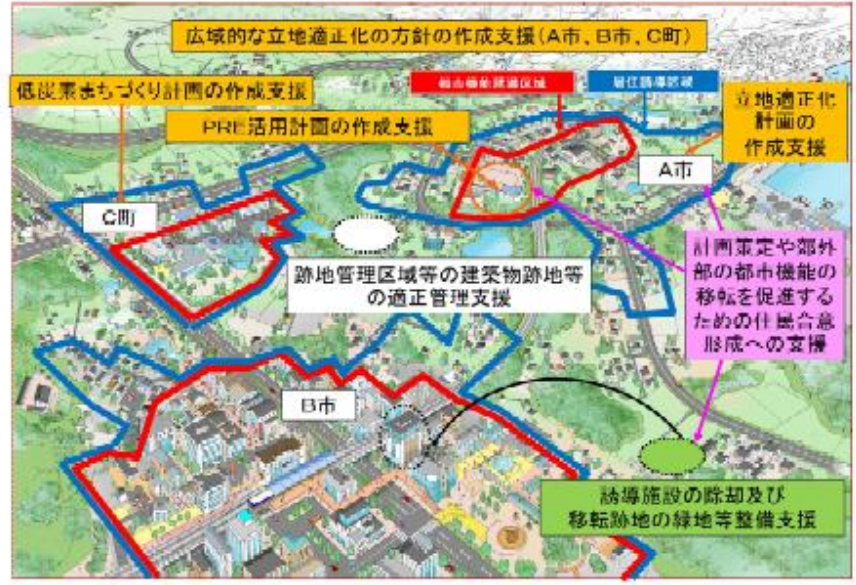 広域的な立地適正化の方針の作成支援(A市、B市、C町)
低炭素まちづくり計画の作成支援
都市機能誘導区域
居住誘導区域
PRE活用計画の作成支援
立地適正化
計画の
作成支援
A市
C町
跡地管理区域等の建築物跡地等
の適正管理支援
計画策定や郊外
部の都市機能の
移転を促進する
ための住民合意
形成への支援
B市
誘導施設の除却及び
移転跡地の緑地等整備支援